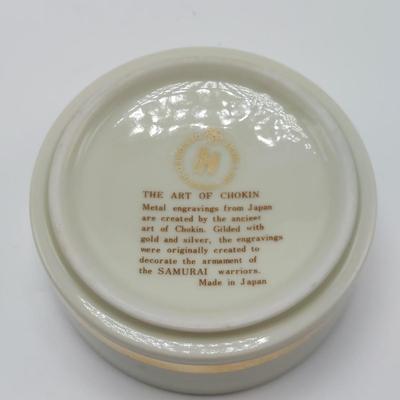 THE ART OF CHOKIN
Metal engravings from Japan
are created by the ancient
art of Chokin. Gilded with
gold and silver, the engravings
were originally created to
decorate the armament of
the SAMURAI warriors.
Made in Japan